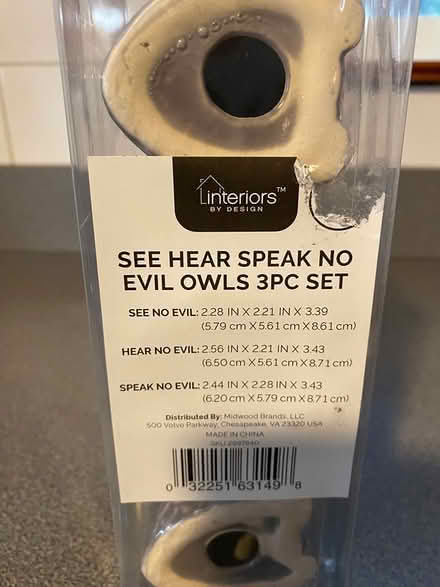 interiors™
BY DESIGN
SEE HEAR SPEAK NO
EVIL OWLS 3PC SET
SEE NO EVIL: 2.28 IN X 2.21 IN X 3.39
(5.79 cm X 5.61 cm X 8.61 cm)
HEAR NO EVIL: 2.56 IN X 2.21 IN X 3.43
(6.50 cm X 5.61 cm X 8.71 cm)
SPEAK NO EVIL: 2.44 IN X 2.28 IN X 3.43
(6.20 cm X 5.79 cm X 8.71 cm)
Distributed By: Midwood Brands, LLC
500 Volvo Parkway, Chesapeake, VA 23320 USA
MADE IN CHINA
SKU
0 32251 63149 8